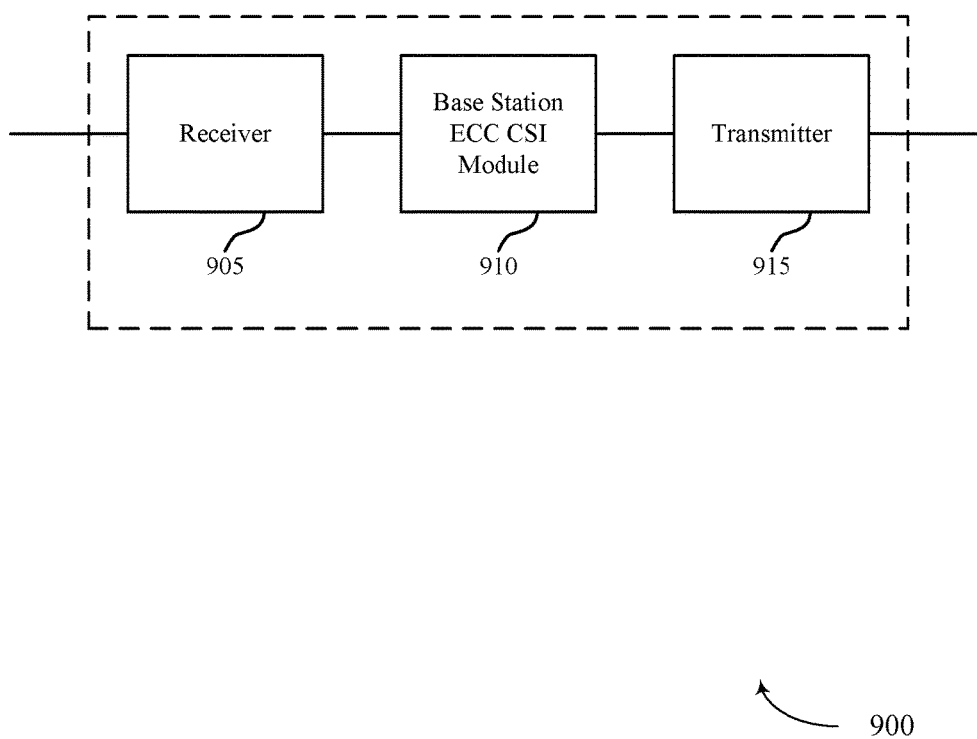 Receiver
Base Station
ECC CSI
Module
Transmitter
905
910
915
900